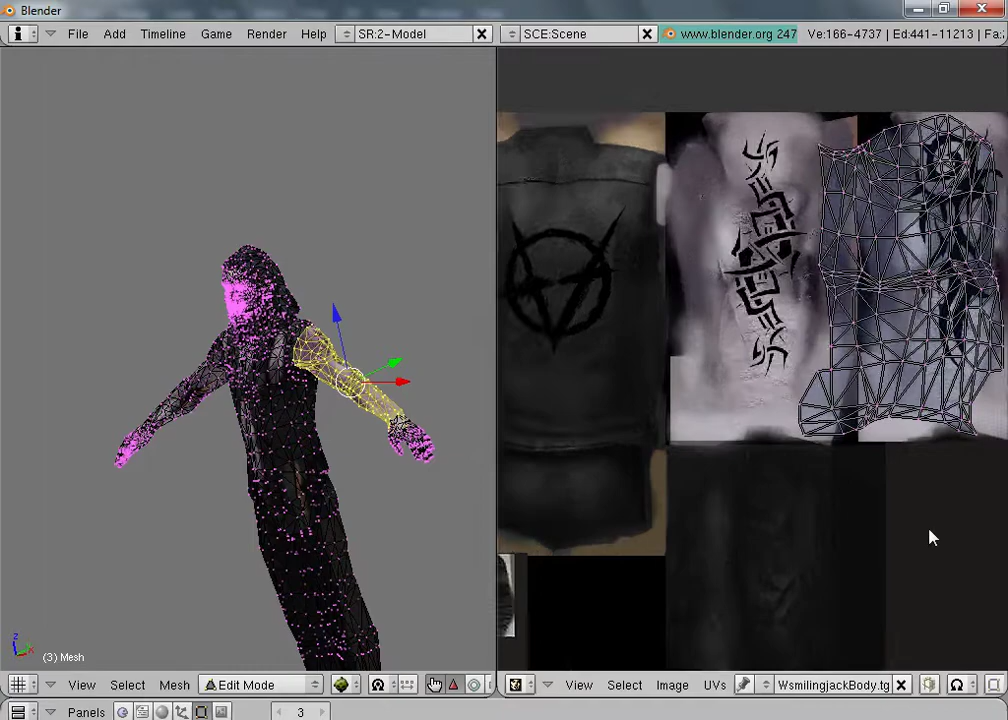 Blender
File Add Timeline Game Render Help SR:2-Model SCE:Scene www.blender.org 247 Ve:166-4737 | Ed:441-11213 | Fa:
z x
(3) Mesh
View Select Mesh Edit Mode View Select Image UVs WsmilingjackBody.tg
Panels 3